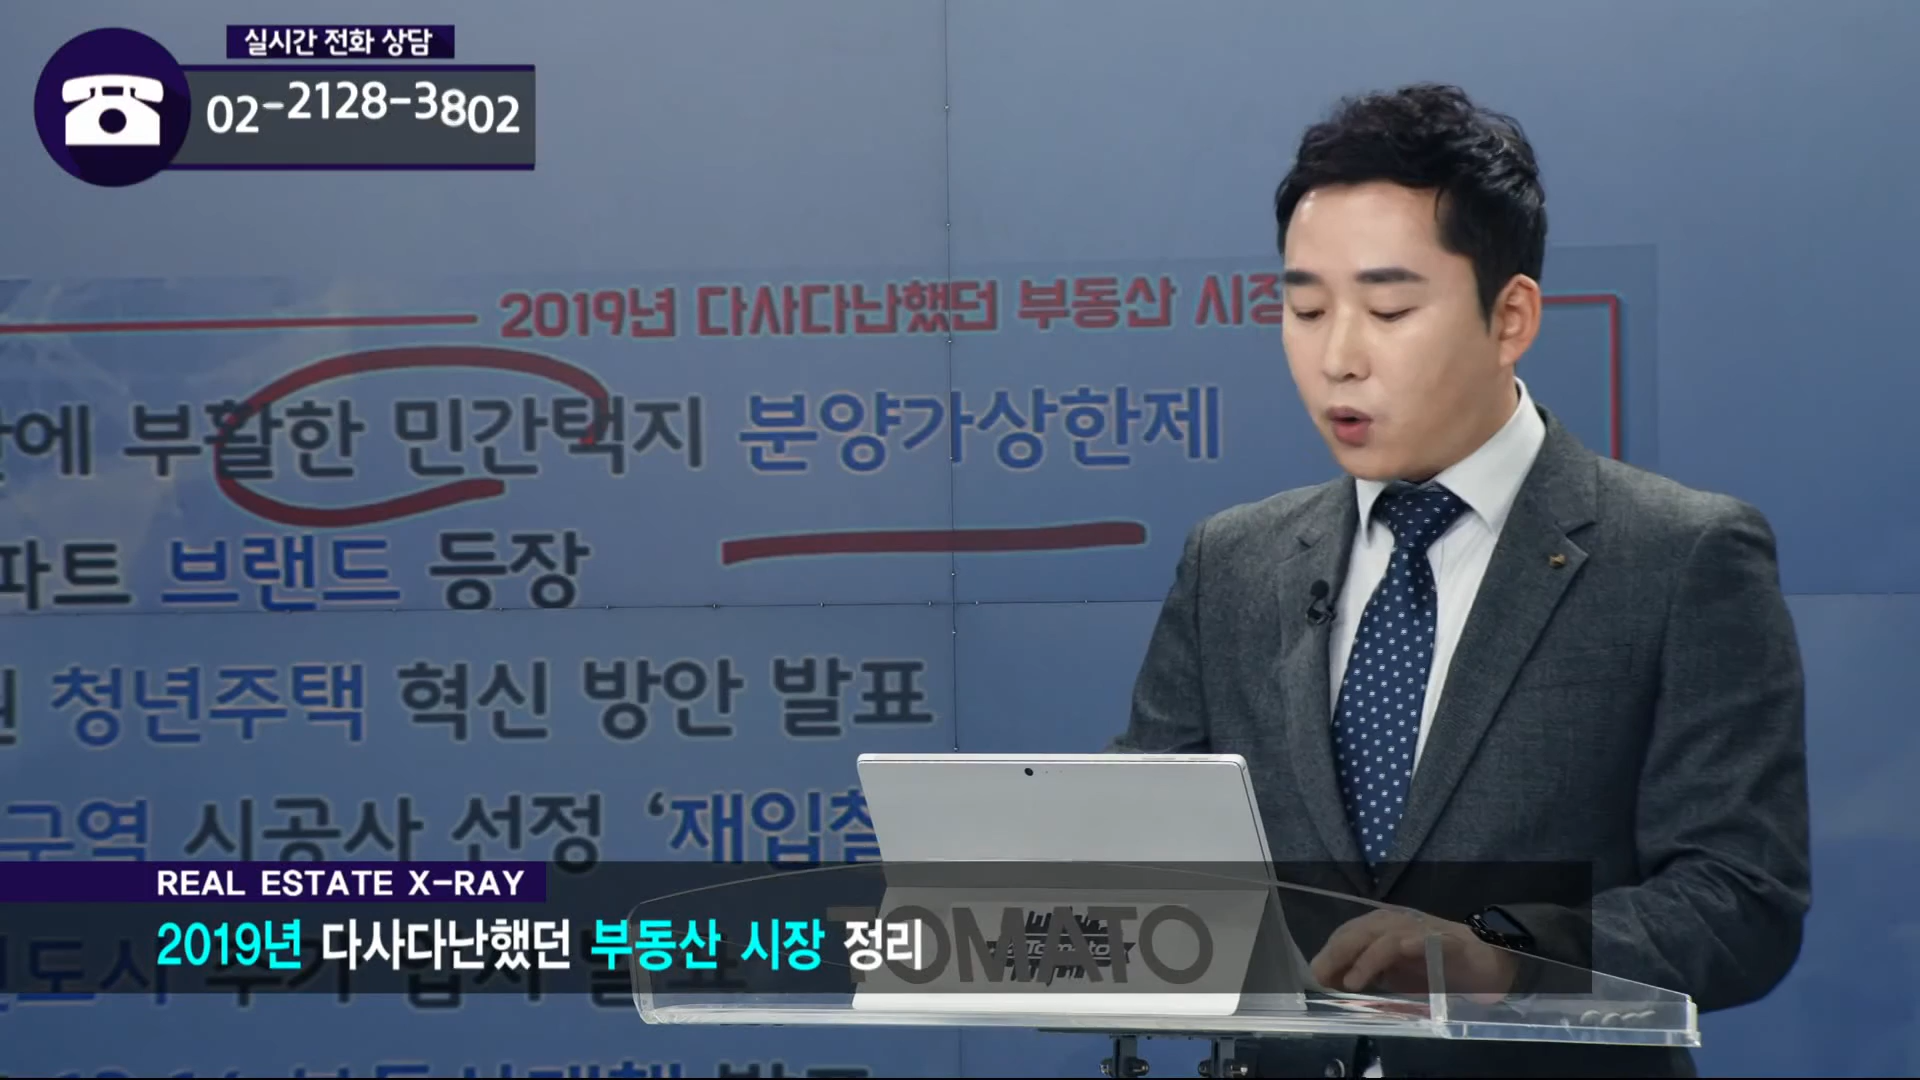 실시간 전화 상담
02-2128-3802
2019년 다사다난했던 부동산 시장
부활한 민간택지 분양가상한제
브랜드 등장
청년주택 혁신 방안 발표
구역 시공사 선정 ‘재입찰
REAL ESTATE X-RAY
2019년 다사다난했던 부동산 시장 정리
TOMATO
Tomato